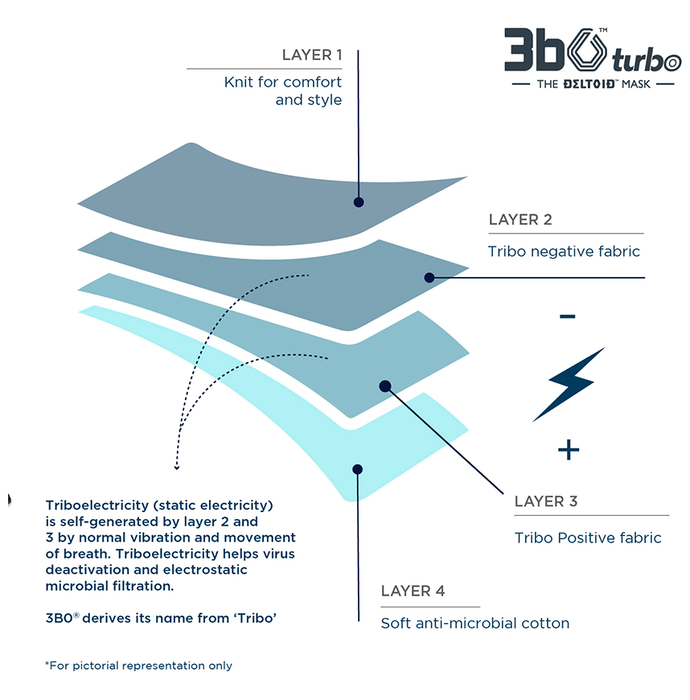 3b0™ turbo
THE DELTOID™ MASK
LAYER 1
Knit for comfort
and style
LAYER 2
Tribo negative fabric
−
+
LAYER 3
Tribo Positive fabric
Triboelectricity (static electricity)
is self-generated by layer 2 and
3 by normal vibration and movement
of breath. Triboelectricity helps virus
deactivation and electrostatic
microbial filtration.
3B0® derives its name from ‘Tribo’
LAYER 4
Soft anti-microbial cotton
*For pictorial representation only